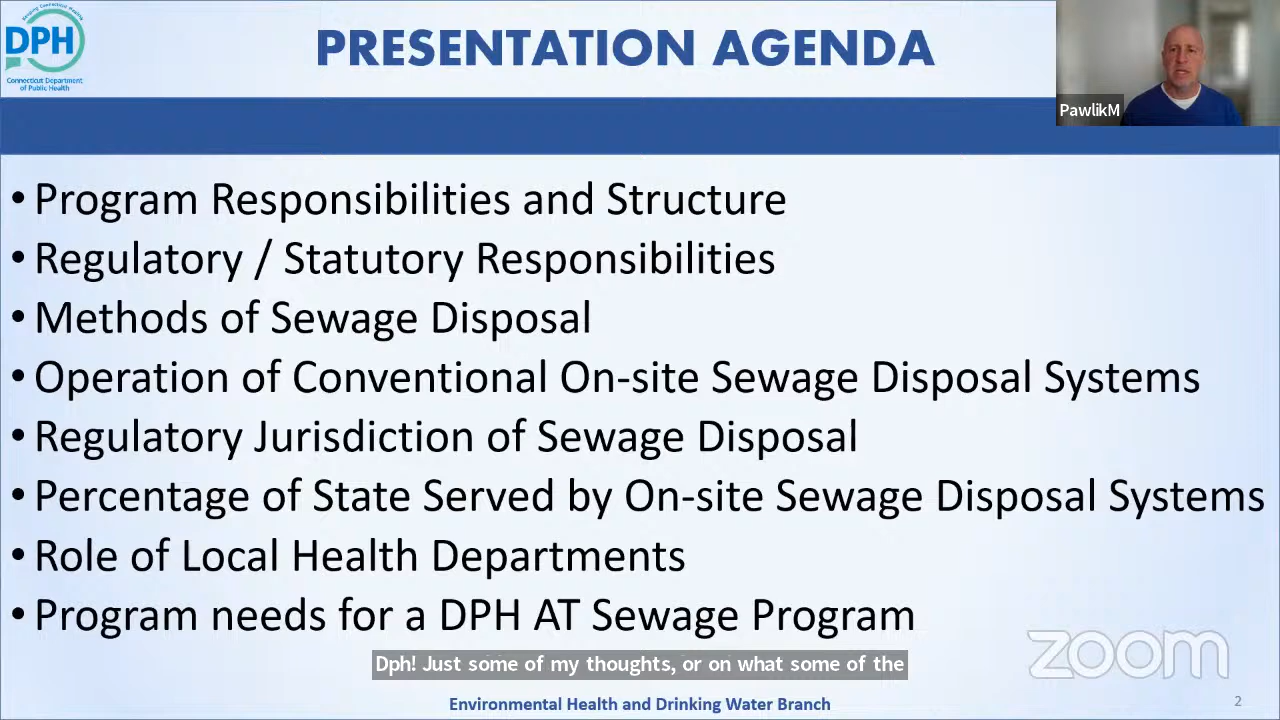 Keeping Connecticut Healthy
DPH
Connecticut Department
of Public Health
PRESENTATION AGENDA
PawlikM
• Program Responsibilities and Structure
• Regulatory / Statutory Responsibilities
• Methods of Sewage Disposal
• Operation of Conventional On-site Sewage Disposal Systems
• Regulatory Jurisdiction of Sewage Disposal
• Percentage of State Served by On-site Sewage Disposal Systems
• Role of Local Health Departments
• Program needs for a DPH AT Sewage Program
zoom
Dph! Just some of my thoughts, or on what some of the
Environmental Health and Drinking Water Branch
2